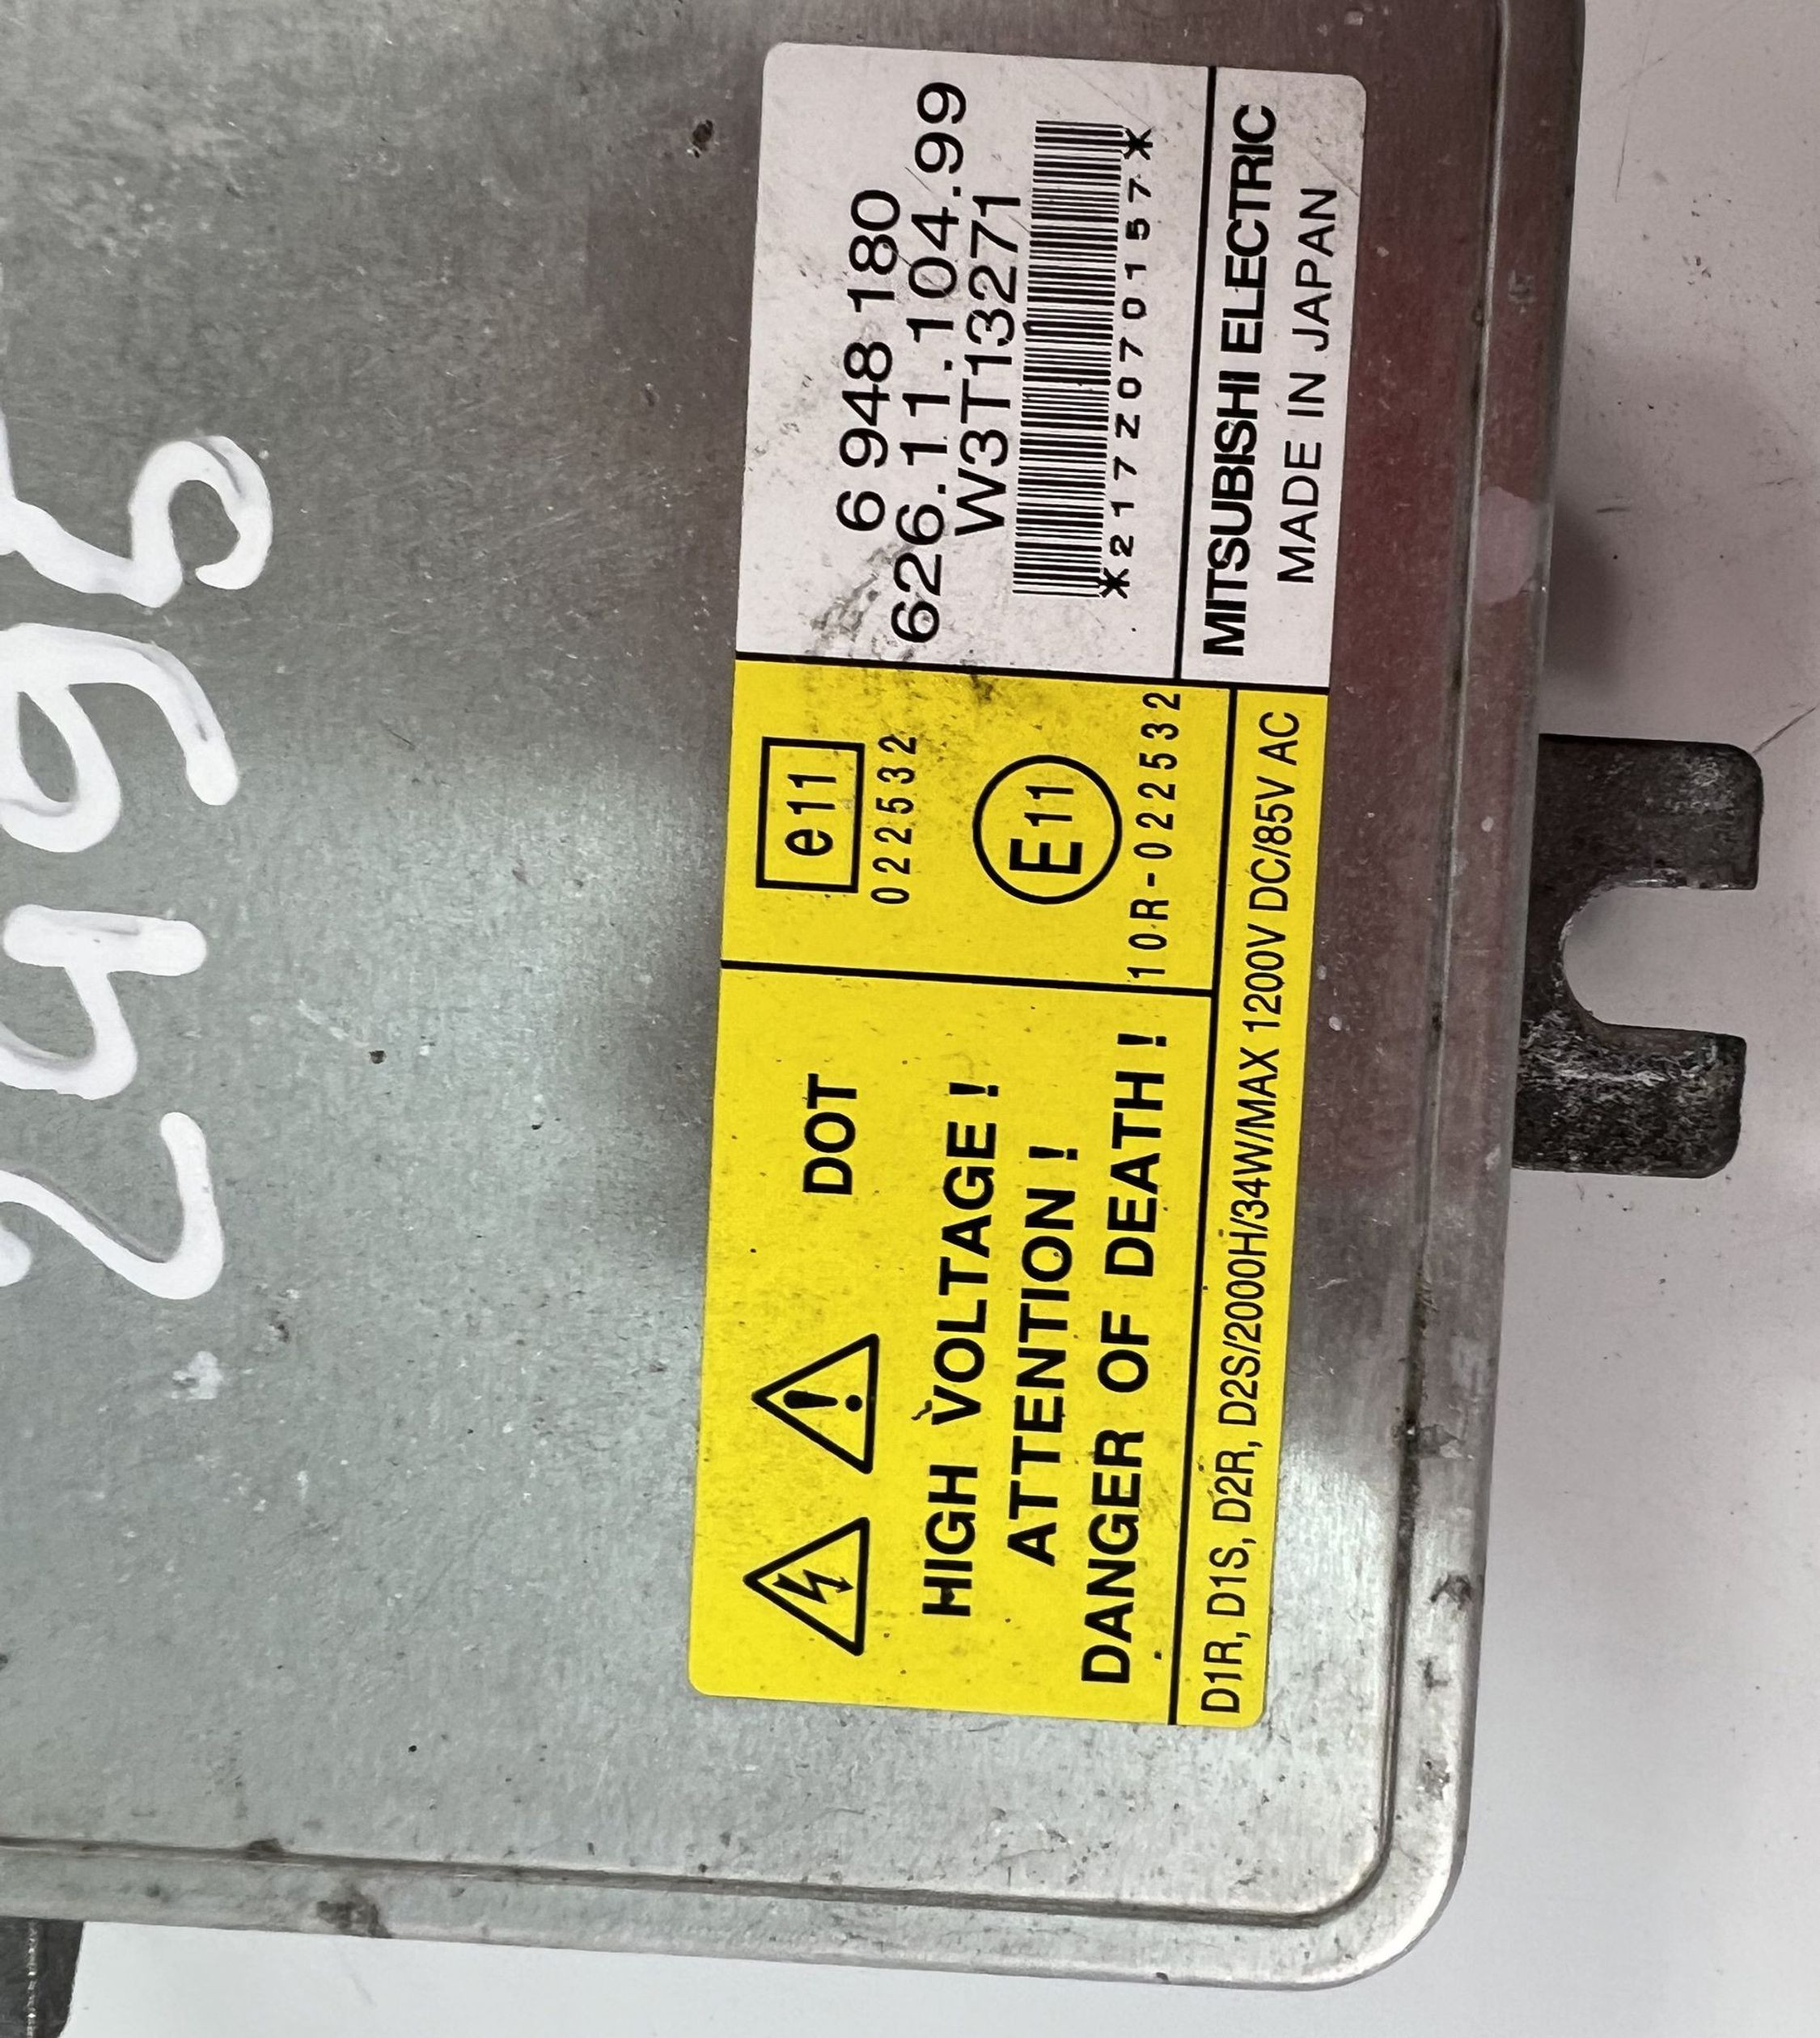 DOT
HIGH VOLTAGE !
ATTENTION !
DANGER OF DEATH !
e11
022532
E11
10R-022532
D1R, D1S, D2R, D2S/2000H/34W/MAX 1200V DC/85V AC
6 948 180
626.11.104.99
W3T13271
*2172070157*
MITSUBISHI ELECTRIC
MADE IN JAPAN